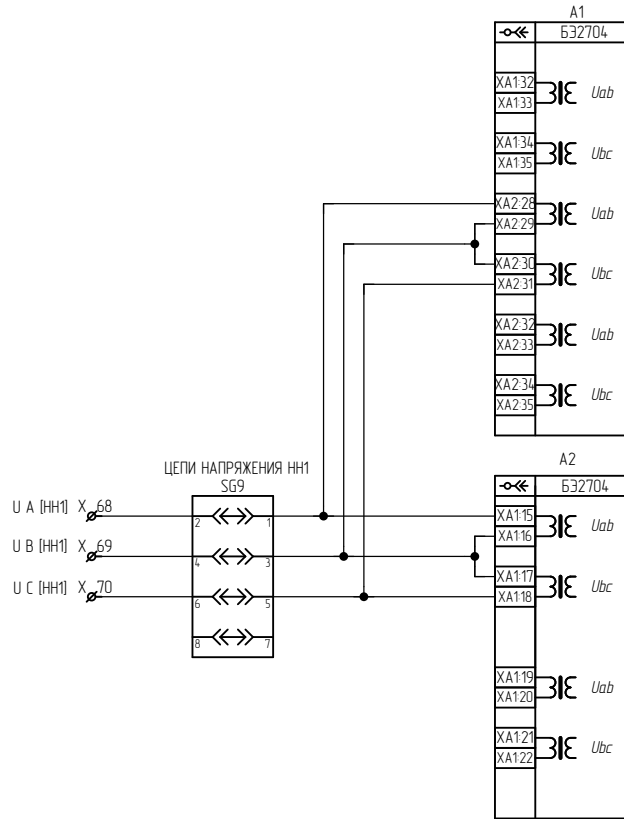 A1
БЭ2704
XA1:32
XA1:33
Uab
XA1:34
XA1:35
Ubc
XA2:28
XA2:29
Uab
XA2:30
XA2:31
Ubc
XA2:32
XA2:33
Uab
XA2:34
XA2:35
Ubc
ЦЕПИ НАПРЯЖЕНИЯ НН1
SG9
U A [НН1] X 68
2 1
U B [НН1] X 69
4 3
U C [НН1] X 70
6 5
8 7
A2
БЭ2704
XA1:15
XA1:16
Uab
XA1:17
XA1:18
Ubc
XA1:19
XA1:20
Uab
XA1:21
XA1:22
Ubc